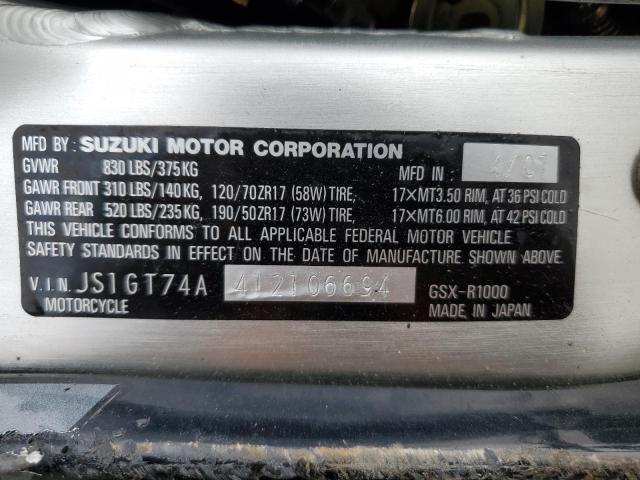 MFD BY : SUZUKI MOTOR CORPORATION
GVWR 830 LBS/375KG MFD IN
GAWR FRONT 310 LBS/140KG, 120/70ZR17 (58W) TIRE, 17×MT3.50 RIM, AT 36 PSI COLD
GAWR REAR 520 LBS/235KG, 190/50ZR17 (73W) TIRE, 17×MT6.00 RIM, AT 42 PSI COLD
THIS VEHICLE CONFORMS TO ALL APPLICABLE FEDERAL MOTOR VEHICLE
SAFETY STANDARDS IN EFFECT ON THE DATE OF MANUFACTURE SHOWN ABOVE.
V.I.N. JS1GT74A 412106694 GSX-R1000
MOTORCYCLE MADE IN JAPAN